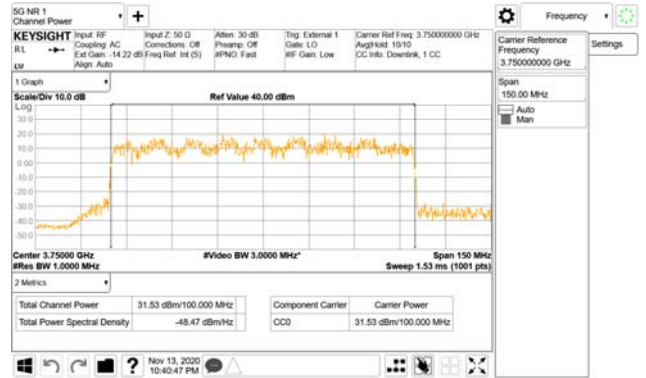 5G NR 1
Channel Power
Frequency
KEYSIGHT
RL
Input: RF
Coupling: AC
Ext Gain: -14.22 dB
Align: Auto
Input Z: 50 Ω
Corrections: Off
Freq Ref: Int (S)
Atten: 30 dB
Preamp: Off
#PNO: Fast
Trig: External 1
Gate: LO
#IF Gain: Low
Carrier Ref Freq: 3.750000000 GHz
Avg|Hold: 10/10
CC Info: Downlink, 1 CC
Carrier Reference
Frequency
3.750000000 GHz
Settings
Span
150.00 MHz
Auto
Man
1 Graph
Scale/Div 10.0 dB
Ref Value 40.00 dBm
Log
30.0
20.0
10.0
0.00
-10.0
-20.0
-30.0
-40.0
-50.0
Center 3.75000 GHz
#Video BW 3.0000 MHz*
Span 150 MHz
#Res BW 1.0000 MHz
Sweep 1.53 ms (1001 pts)
2 Metrics
Total Channel Power 31.53 dBm/100.000 MHz
Total Power Spectral Density -48.47 dBm/Hz
Component Carrier Carrier Power
CC0 31.53 dBm/100.000 MHz
?
Nov 13, 2020
10:40:47 PM